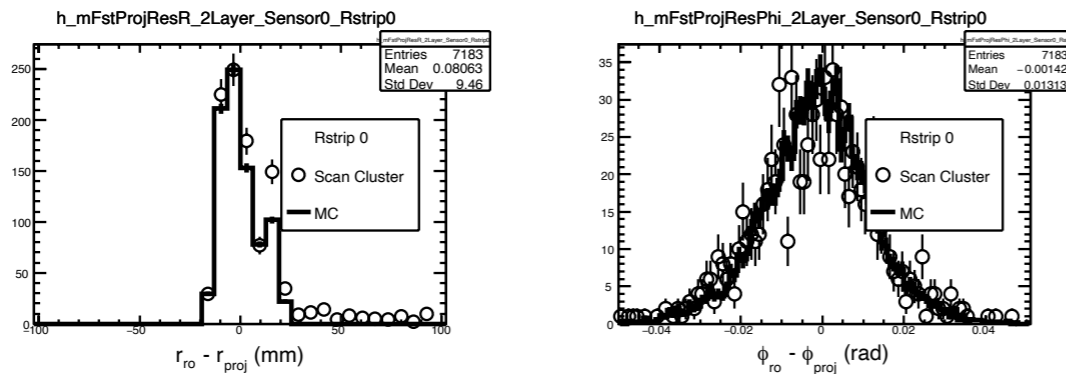 h_mFstProjResR_2Layer_Sensor0_Rstrip0
h_mFstProjResR_2Layer_Sensor0_Rstrip0
Entries 7183
Mean 0.08063
Std Dev 9.46
250
200
150
100
50
0
Rstrip 0
Scan Cluster
MC
−100 −50 0 50 100
r_ro - r_proj (mm)
h_mFstProjResPhi_2Layer_Sensor0_Rstrip0
h_mFstProjResPhi_2Layer_Sensor0_Rstrip0
Entries 7183
Mean −0.00142
Std Dev 0.01313
35
30
25
20
15
10
5
0
Rstrip 0
Scan Cluster
MC
−0.04 −0.02 0 0.02 0.04
ϕ_ro - ϕ_proj (rad)